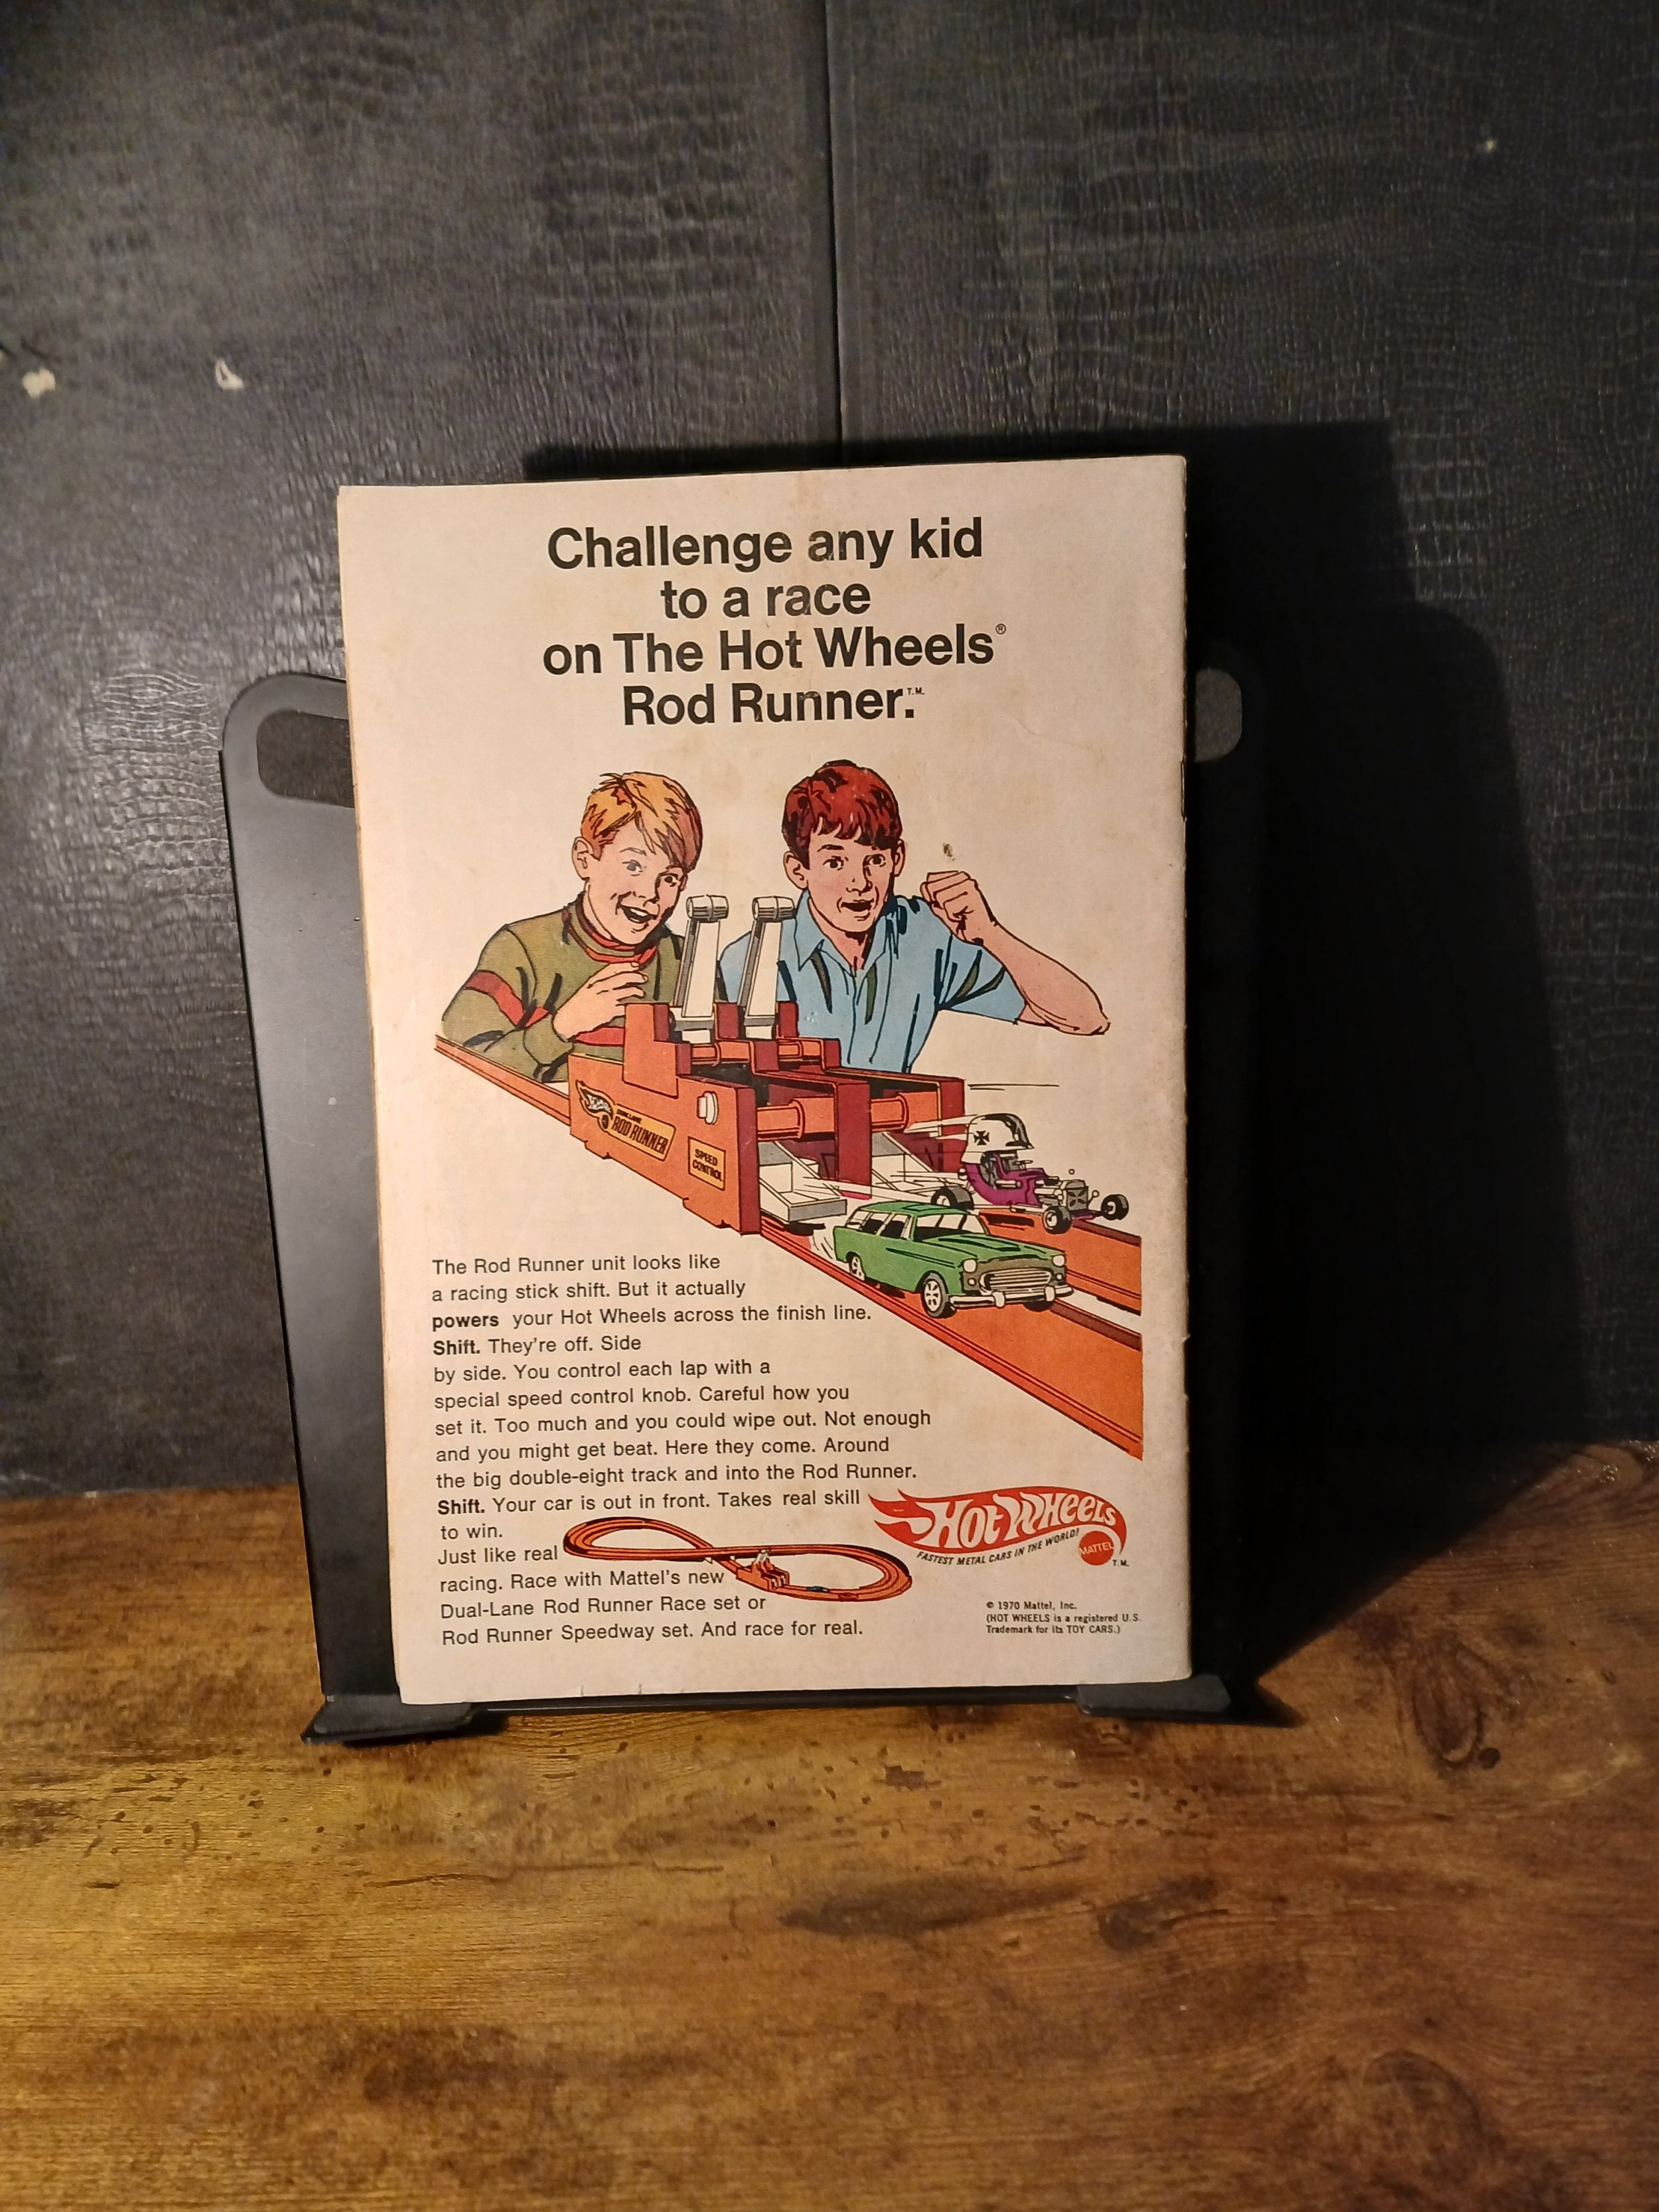 Challenge any kid
to a race
on The Hot Wheels®
Rod Runner.T.M.
DUAL-LANE
ROD RUNNER
SPEED
CONTROL
The Rod Runner unit looks like
a racing stick shift. But it actually
powers your Hot Wheels across the finish line.
Shift. They're off. Side
by side. You control each lap with a
special speed control knob. Careful how you
set it. Too much and you could wipe out. Not enough
and you might get beat. Here they come. Around
the big double-eight track and into the Rod Runner.
Shift. Your car is out in front. Takes real skill
to win.
Just like real
racing. Race with Mattel's new
Dual-Lane Rod Runner Race set or
Rod Runner Speedway set. And race for real.
HOT WHEELS
FASTEST METAL CARS IN THE WORLD!
MATTEL
T.M.
© 1970 Mattel, Inc.
(HOT WHEELS is a registered U.S.
Trademark for its TOY CARS.)